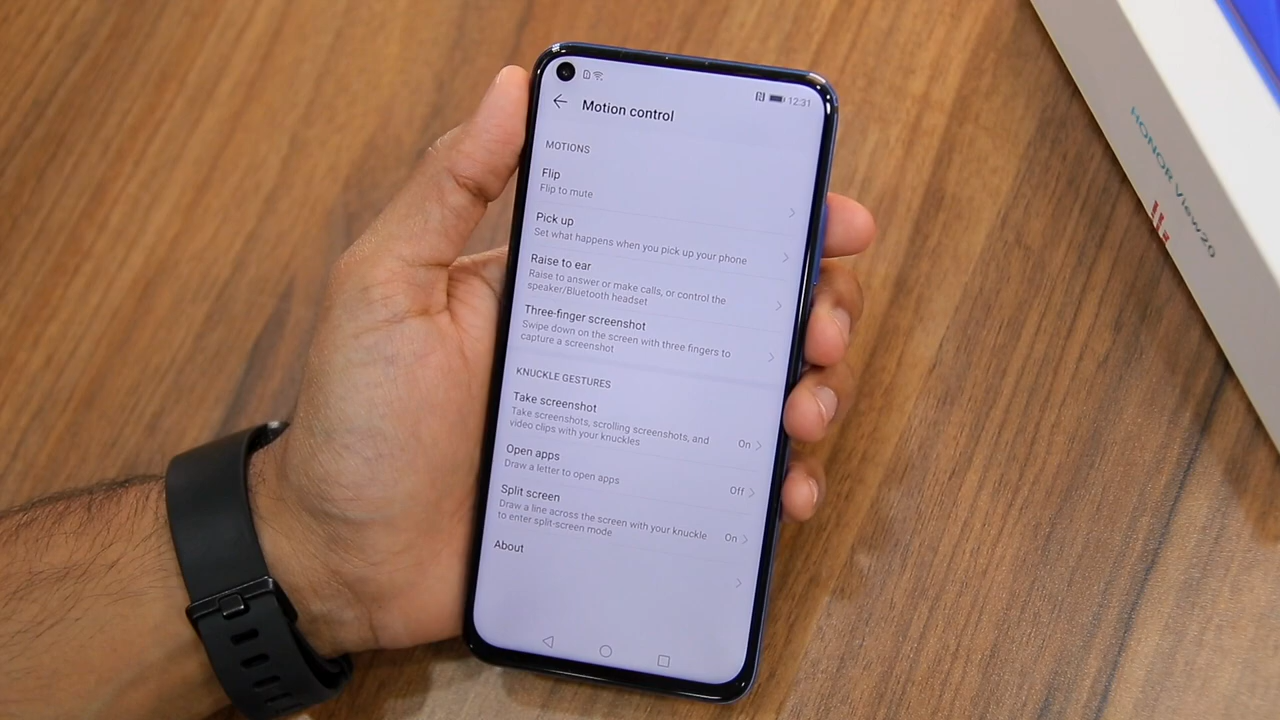 12:31
Motion control
MOTIONS
Flip
Flip to mute
Pick up
Set what happens when you pick up your phone
Raise to ear
Raise to answer or make calls, or control the
speaker/Bluetooth headset
Three-finger screenshot
Swipe down on the screen with three fingers to
capture a screenshot
KNUCKLE GESTURES
Take screenshot
Take screenshots, scrolling screenshots, and
video clips with your knuckles
On
Open apps
Draw a letter to open apps
Off
Split screen
Draw a line across the screen with your knuckle
to enter split-screen mode
On
About
HONOR View20